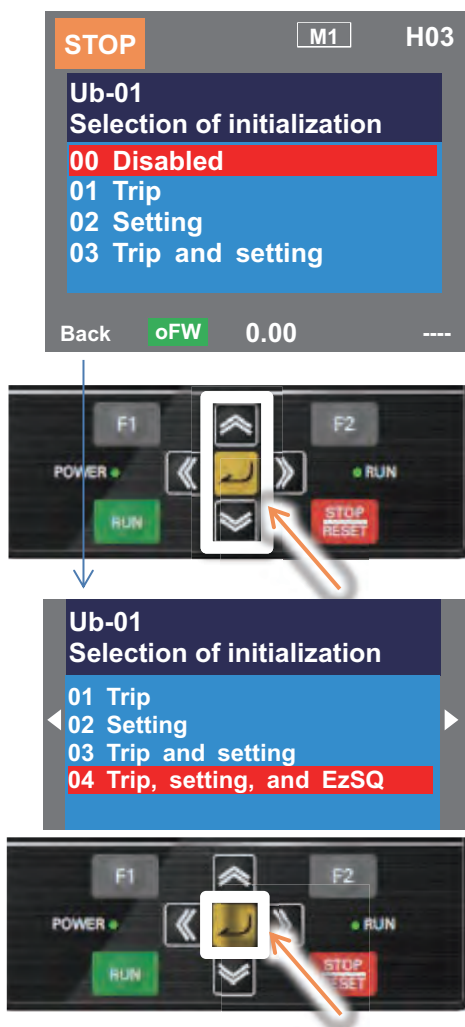 STOP M1 H03
Ub-01
Selection of initialization
00 Disabled
01 Trip
02 Setting
03 Trip and setting
Back oFW 0.00 ----
F1 F2
POWER RUN
RUN STOP
RESET
Ub-01
Selection of initialization
01 Trip
02 Setting
03 Trip and setting
04 Trip, setting, and EzSQ
F1 F2
POWER RUN
RUN STOP
RESET